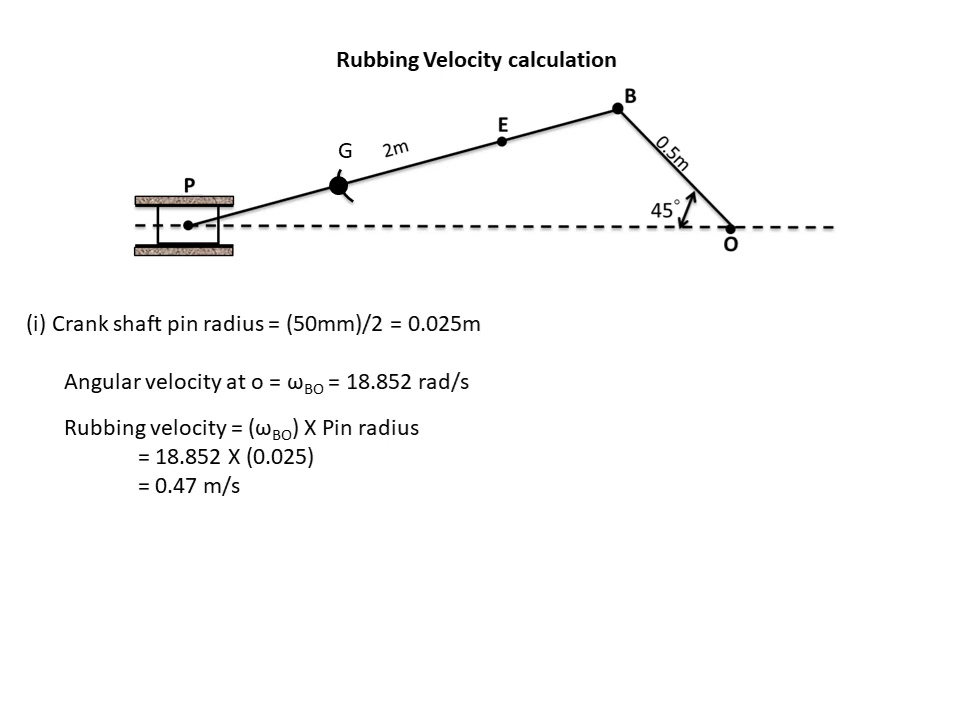 Rubbing Velocity calculation
B
E
0.5m
G
2m
P
45°
O
(i) Crank shaft pin radius = (50mm)/2 = 0.025m
Angular velocity at o = ωBO = 18.852 rad/s
Rubbing velocity = (ωBO) X Pin radius
= 18.852 X (0.025)
= 0.47 m/s